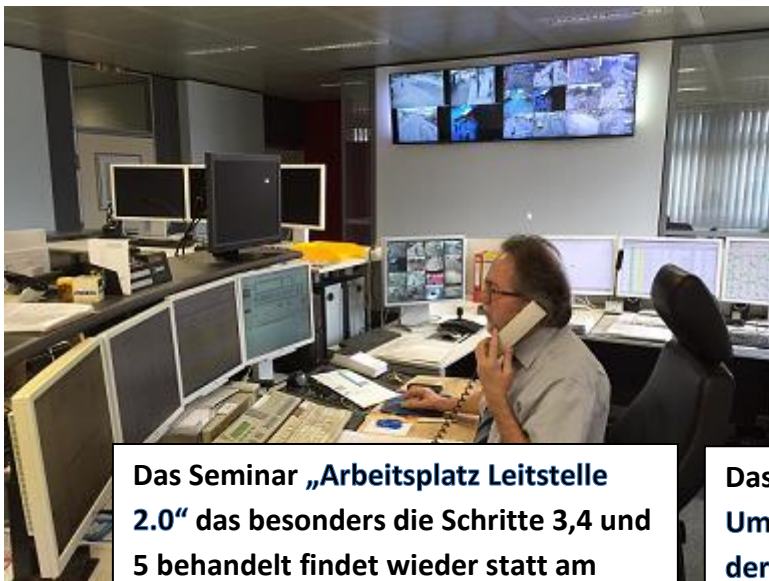 Das Seminar „Arbeitsplatz Leitstelle
2.0“ das besonders die Schritte 3,4 und
5 behandelt findet wieder statt am
Das
Um
der